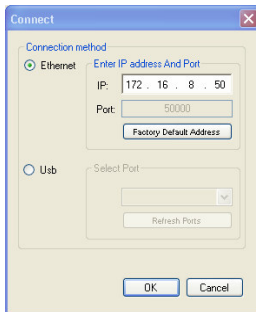 Connect
Connection method
Ethernet
Enter IP address And Port
IP: 172 . 16 . 8 . 50
Port: 50000
Factory Default Address
Usb
Select Port
Refresh Ports
OK Cancel